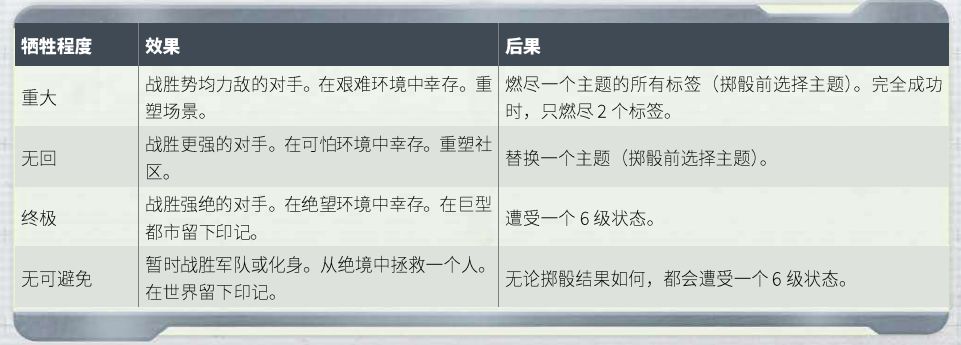 牺牲程度 效果 后果
重大 战胜势均力敌的对手。在艰难环境中幸存。重塑场景。 燃尽一个主题的所有标签（掷骰前选择主题）。完全成功时，只燃尽 2 个标签。
无回 战胜更强的对手。在可怕环境中幸存。重塑社区。 替换一个主题（掷骰前选择主题）。
终极 战胜强绝的对手。在绝望环境中幸存。在巨型都市留下印记。 遭受一个 6 级状态。
无可避免 暂时战胜军队或化身。从绝境中拯救一个人。在世界留下印记。 无论掷骰结果如何，都会遭受一个 6 级状态。